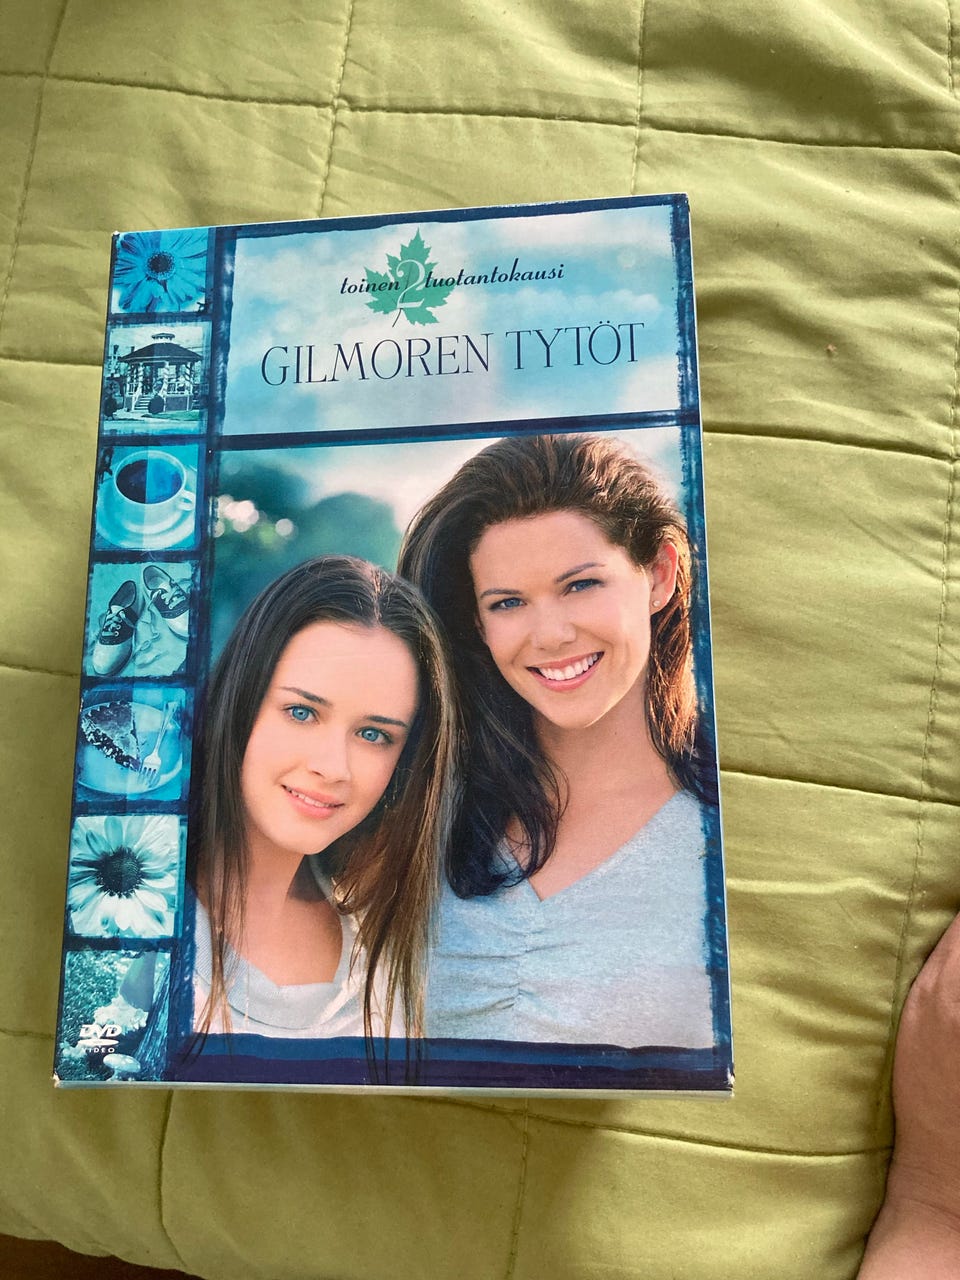 toinen 2 tuotantokausi
GILMOREN TYTÖT
DVD
VIDEO